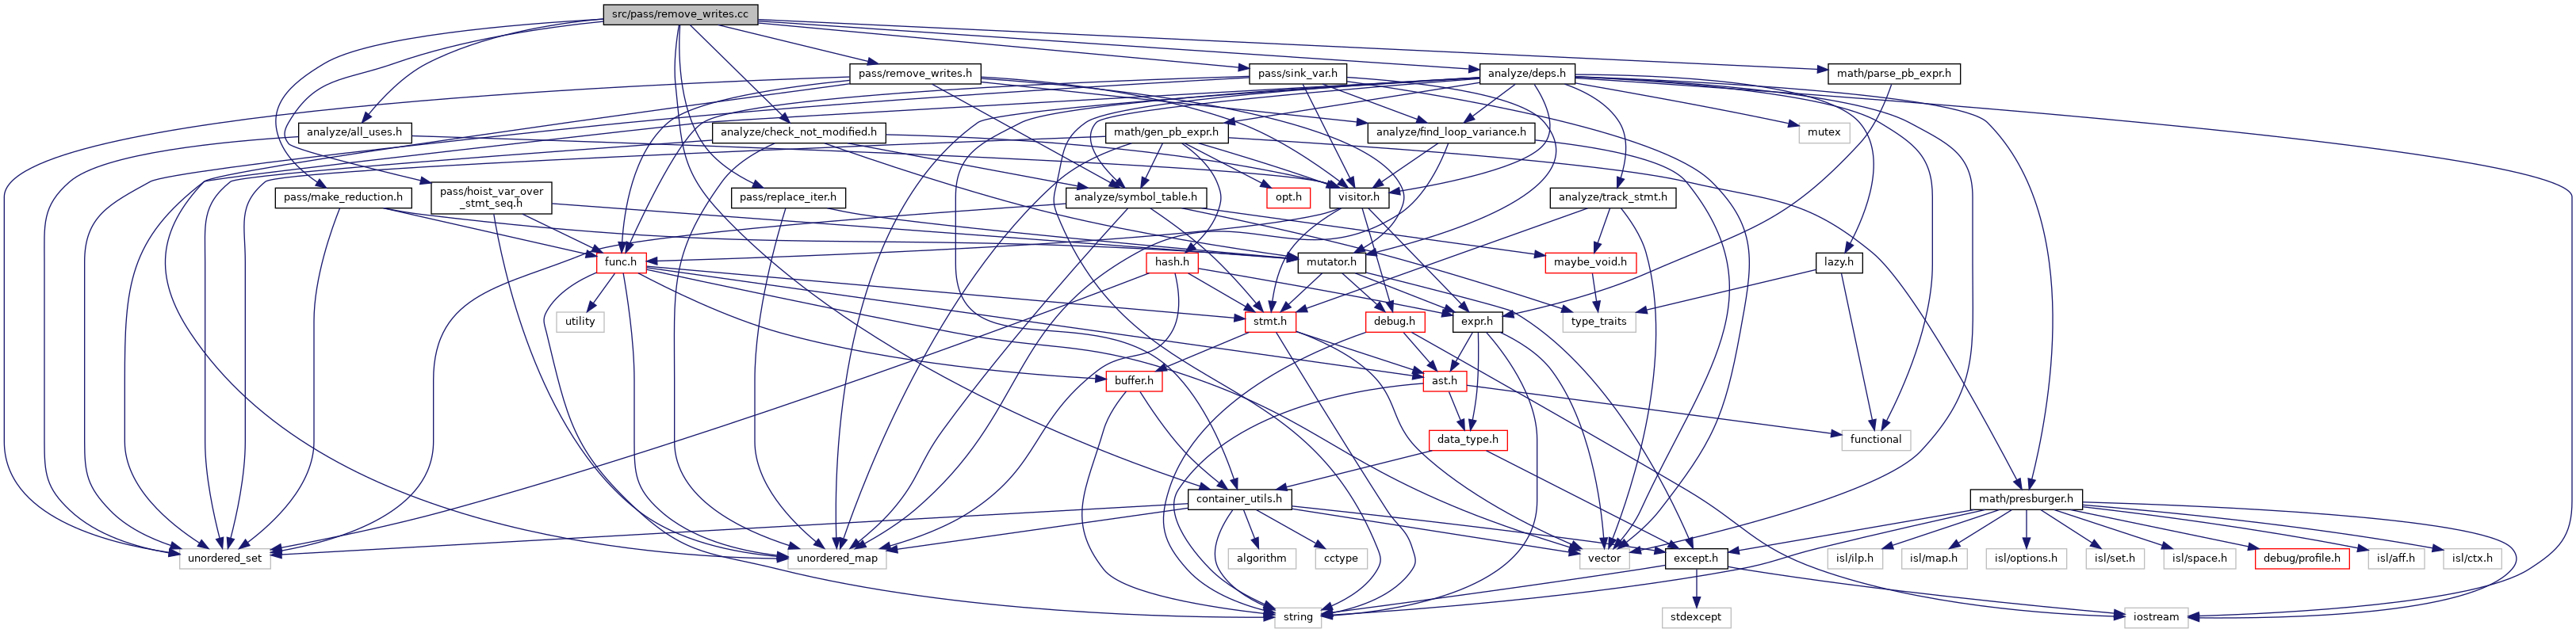 src/pass/remove_writes.cc
pass/remove_writes.h
pass/sink_var.h
analyze/deps.h
math/parse_pb_expr.h
analyze/all_uses.h
analyze/check_not_modified.h
math/gen_pb_expr.h
analyze/find_loop_variance.h
mutex
pass/make_reduction.h
pass/hoist_var_over
_stmt_seq.h
pass/replace_iter.h
analyze/symbol_table.h
opt.h
visitor.h
analyze/track_stmt.h
func.h
hash.h
mutator.h
maybe_void.h
lazy.h
utility
stmt.h
debug.h
expr.h
type_traits
buffer.h
ast.h
data_type.h
functional
container_utils.h
math/presburger.h
unordered_set
unordered_map
algorithm
cctype
vector
except.h
isl/ilp.h
isl/map.h
isl/options.h
isl/set.h
isl/space.h
debug/profile.h
isl/aff.h
isl/ctx.h
string
stdexcept
iostream